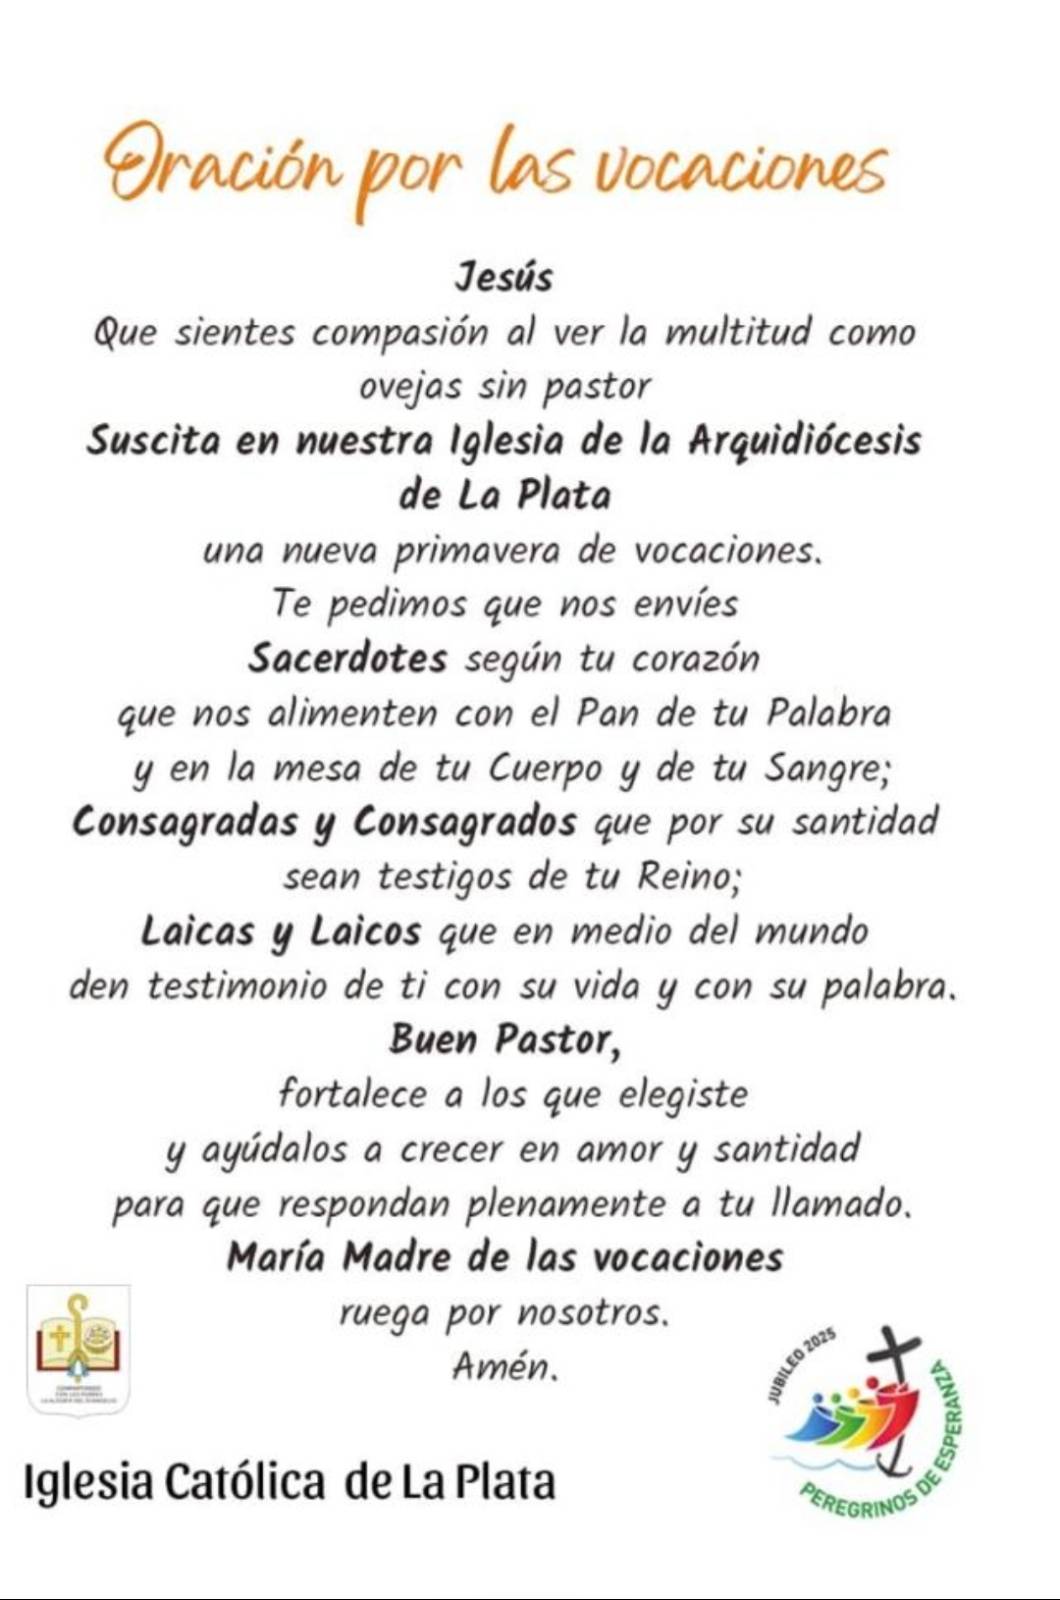 Oración por las vocaciones
Jesús
Que sientes compasión al ver la multitud como
ovejas sin pastor
Suscita en nuestra Iglesia de la Arquidiócesis
de La Plata
una nueva primavera de vocaciones.
Te pedimos que nos envíes
Sacerdotes según tu corazón
que nos alimenten con el Pan de tu Palabra
y en la mesa de tu Cuerpo y de tu Sangre;
Consagradas y Consagrados que por su santidad
sean testigos de tu Reino;
Laicas y Laicos que en medio del mundo
den testimonio de ti con su vida y con su palabra.
Buen Pastor,
fortalece a los que elegiste
y ayúdalos a crecer en amor y santidad
para que respondan plenamente a tu llamado.
María Madre de las vocaciones
ruega por nosotros.
Amén.
Iglesia Católica de La Plata
JUBILEO 2025
PEREGRINOS DE ESPERANZA